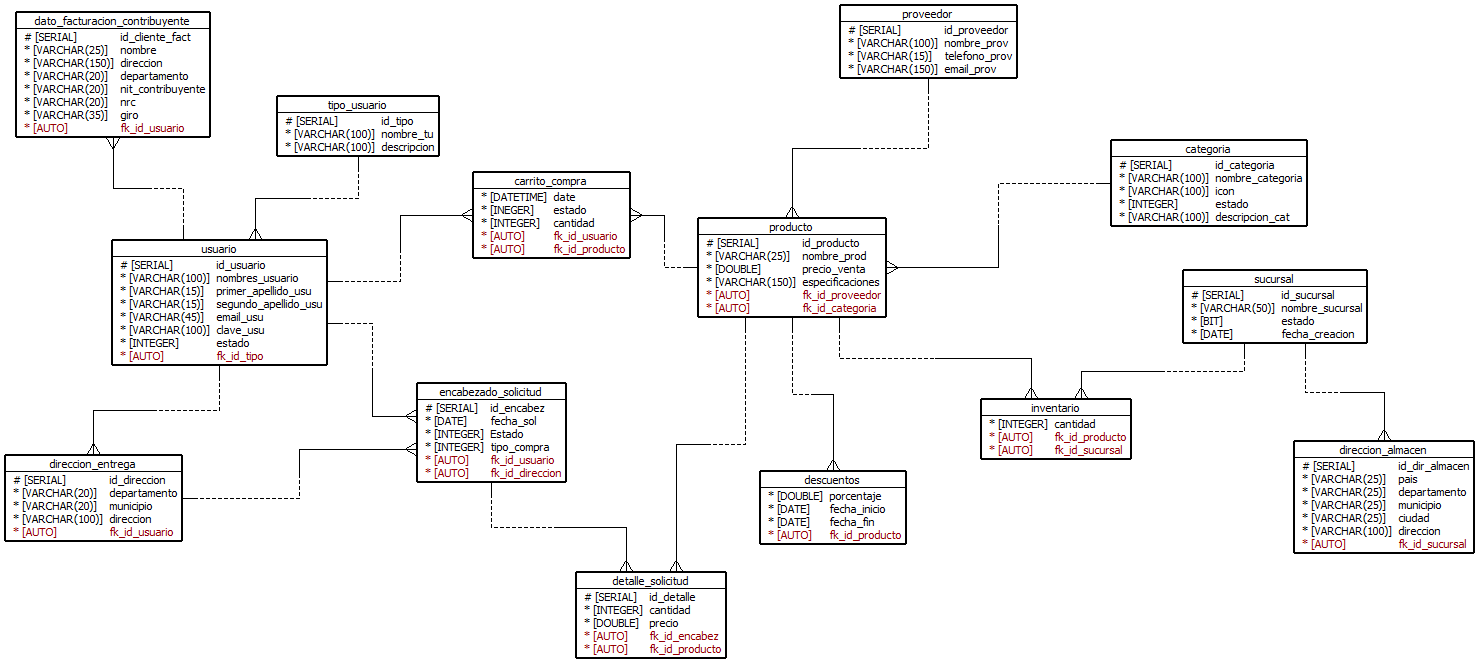 dato_facturacion_contribuyente
# [SERIAL] id_cliente_fact
* [VARCHAR(25)] nombre
* [VARCHAR(150)] direccion
* [VARCHAR(20)] departamento
* [VARCHAR(20)] nit_contribuyente
* [VARCHAR(20)] nrc
* [VARCHAR(35)] giro
* [AUTO] fk_id_usuario
tipo_usuario
# [SERIAL] id_tipo
* [VARCHAR(100)] nombre_tu
* [VARCHAR(100)] descripcion
proveedor
# [SERIAL] id_proveedor
* [VARCHAR(100)] nombre_prov
* [VARCHAR(15)] telefono_prov
* [VARCHAR(150)] email_prov
carrito_compra
* [DATETIME] date
* [INEGER] estado
* [INTEGER] cantidad
* [AUTO] fk_id_usuario
* [AUTO] fk_id_producto
categoria
# [SERIAL] id_categoria
* [VARCHAR(100)] nombre_categoria
* [VARCHAR(100)] icon
* [INTEGER] estado
* [VARCHAR(100)] descripcion_cat
usuario
# [SERIAL] id_usuario
* [VARCHAR(100)] nombres_usuario
* [VARCHAR(15)] primer_apellido_usu
* [VARCHAR(15)] segundo_apellido_usu
* [VARCHAR(45)] email_usu
* [VARCHAR(100)] clave_usu
* [INTEGER] estado
* [AUTO] fk_id_tipo
producto
# [SERIAL] id_producto
* [VARCHAR(25)] nombre_prod
* [DOUBLE] precio_venta
* [VARCHAR(150)] especificaciones
* [AUTO] fk_id_proveedor
* [AUTO] fk_id_categoria
sucursal
# [SERIAL] id_sucursal
* [VARCHAR(50)] nombre_sucursal
* [BIT] estado
* [DATE] fecha_creacion
encabezado_solicitud
# [SERIAL] id_encabez
* [DATE] fecha_sol
* [INTEGER] Estado
* [INTEGER] tipo_compra
* [AUTO] fk_id_usuario
* [AUTO] fk_id_direccion
inventario
* [INTEGER] cantidad
* [AUTO] fk_id_producto
* [AUTO] fk_id_sucursal
direccion_entrega
# [SERIAL] id_direccion
* [VARCHAR(20)] departamento
* [VARCHAR(20)] municipio
* [VARCHAR(100)] direccion
* [AUTO] fk_id_usuario
descuentos
* [DOUBLE] porcentaje
* [DATE] fecha_inicio
* [DATE] fecha_fin
* [AUTO] fk_id_producto
direccion_almacen
# [SERIAL] id_dir_almacen
* [VARCHAR(25)] pais
* [VARCHAR(25)] departamento
* [VARCHAR(25)] municipio
* [VARCHAR(25)] ciudad
* [VARCHAR(100)] direccion
* [AUTO] fk_id_sucursal
detalle_solicitud
# [SERIAL] id_detalle
* [INTEGER] cantidad
* [DOUBLE] precio
* [AUTO] fk_id_encabez
* [AUTO] fk_id_producto